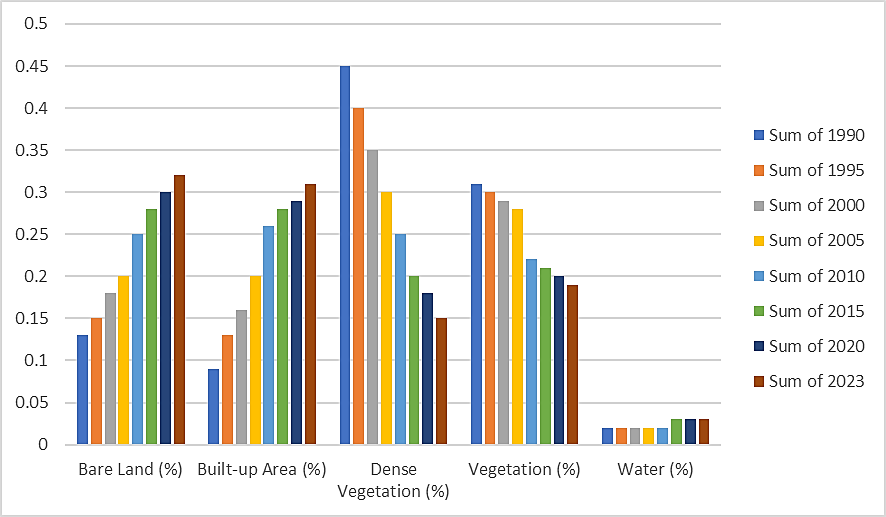 0.5
0.45
0.4
0.35
0.3
0.25
0.2
0.15
0.1
0.05
0
Bare Land (%)
Built-up Area (%)
Dense
Vegetation (%)
Vegetation (%)
Water (%)
Sum of 1990
Sum of 1995
Sum of 2000
Sum of 2005
Sum of 2010
Sum of 2015
Sum of 2020
Sum of 2023